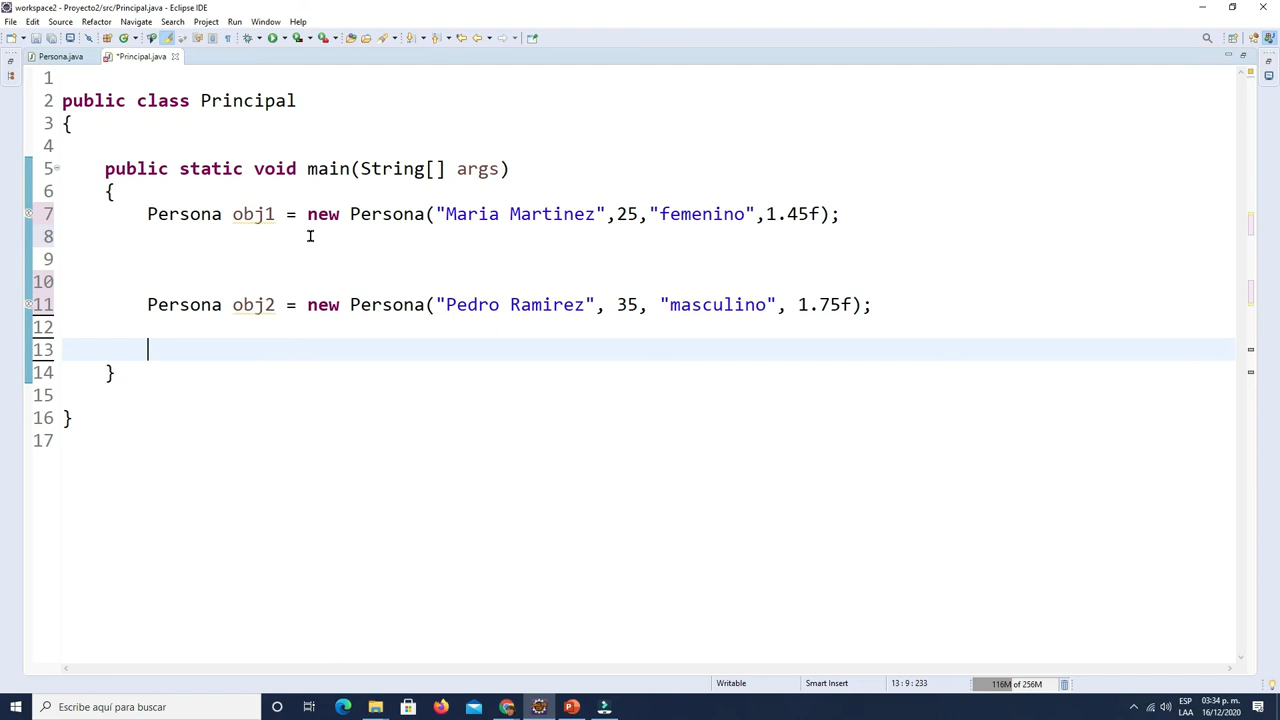 workspace2 - Proyecto2/src/Principal.java - Eclipse IDE
File Edit Source Refactor Navigate Search Project Run Window Help
Persona.java *Principal.java
1
2 public class Principal
3 {
4
5 public static void main(String[] args)
6 {
7 Persona obj1 = new Persona("Maria Martinez",25,"femenino",1.45f);
8
9
10
11 Persona obj2 = new Persona("Pedro Ramirez", 35, "masculino", 1.75f);
12
13
14 }
15
16 }
17
Writable Smart Insert 13 : 9 : 233 116M of 256M
Escribe aquí para buscar
ESP 03:34 p. m.
LAA 16/12/2020